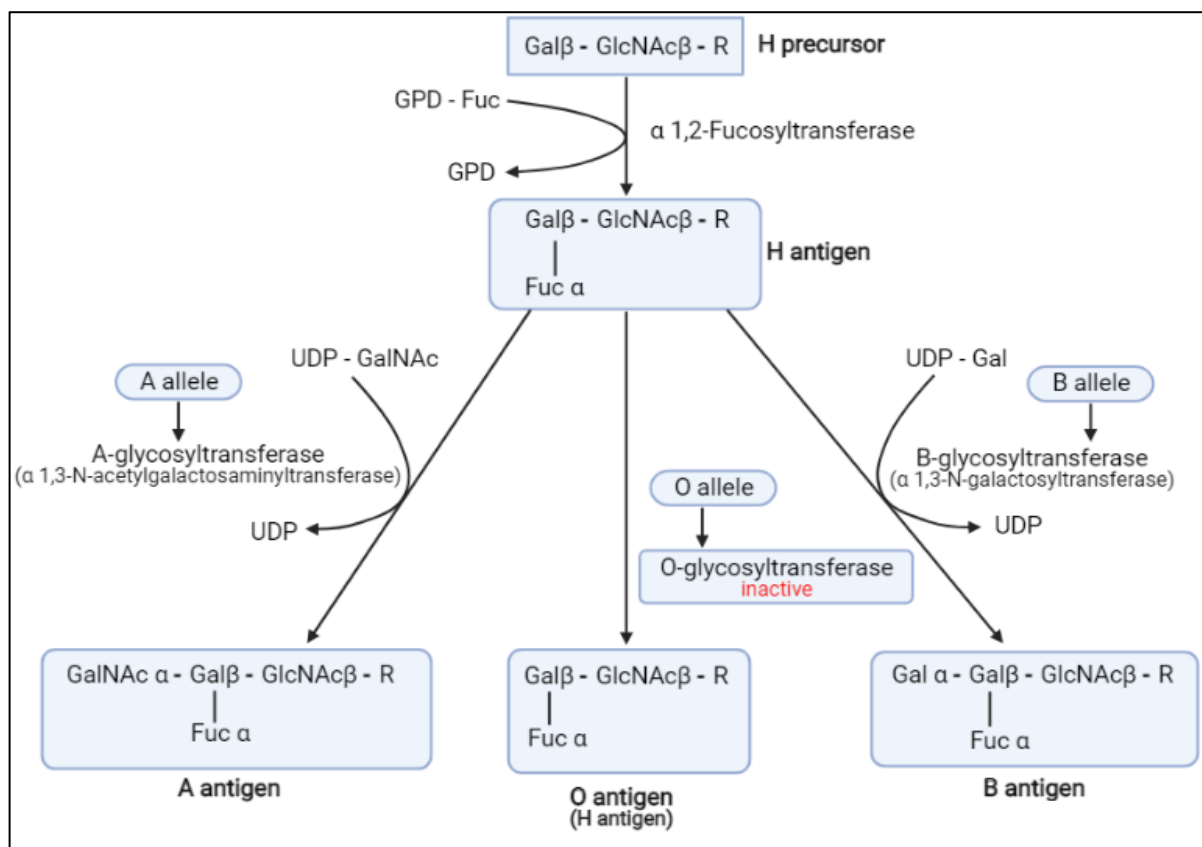 Galβ - GlcNAcβ - R
H precursor
GPD - Fuc
α 1,2-Fucosyltransferase
GPD
Galβ - GlcNAcβ - R
Fuc α
H antigen
UDP - GalNAc
A allele
A-glycosyltransferase
(α 1,3-N-acetylgalactosaminyltransferase)
UDP
O allele
O-glycosyltransferase
inactive
UDP - Gal
B allele
B-glycosyltransferase
(α 1,3-N-galactosyltransferase)
UDP
GalNAc α - Galβ - GlcNAcβ - R
Fuc α
A antigen
Galβ - GlcNAcβ - R
Fuc α
O antigen
(H antigen)
Gal α - Galβ - GlcNAcβ - R
Fuc α
B antigen